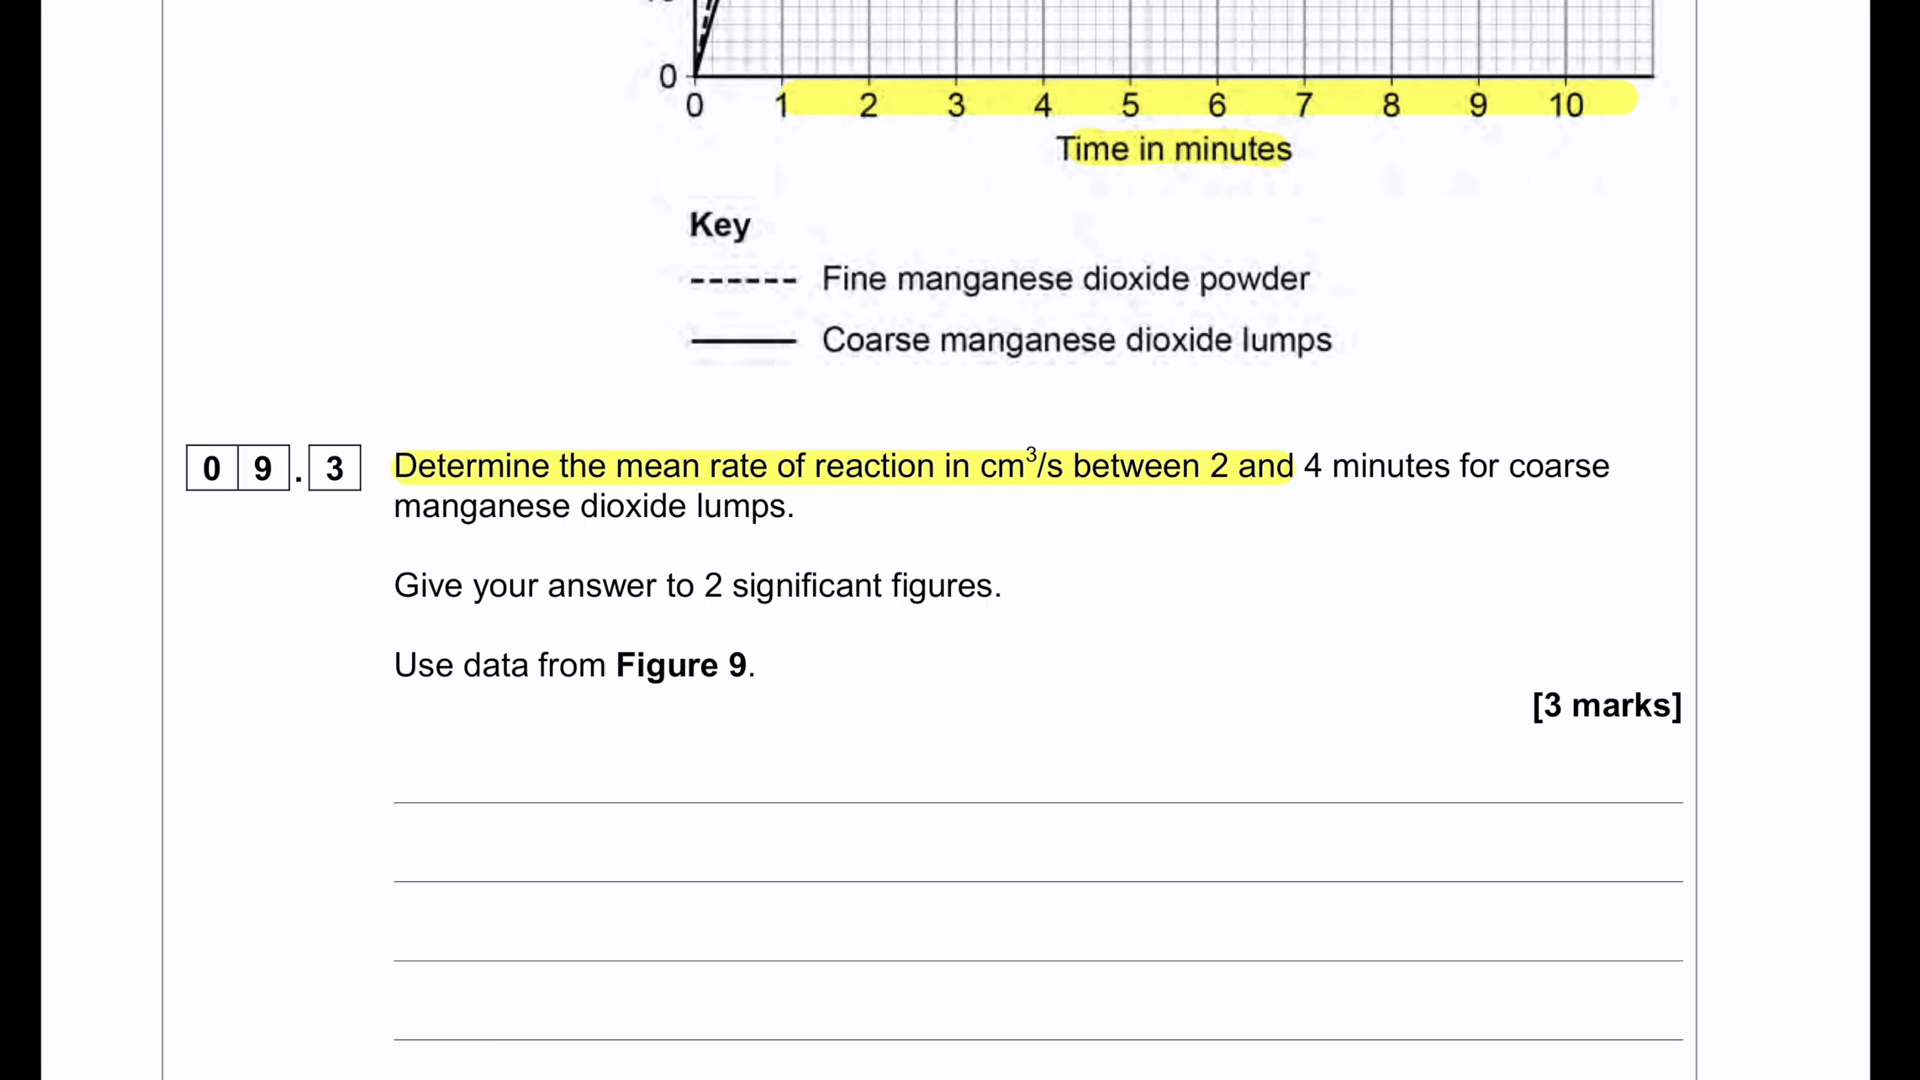 0
0 1 2 3 4 5 6 7 8 9 10
Time in minutes
Key
Fine manganese dioxide powder
Coarse manganese dioxide lumps
0 9 . 3 Determine the mean rate of reaction in cm³/s between 2 and 4 minutes for coarse
manganese dioxide lumps.
Give your answer to 2 significant figures.
Use data from Figure 9.
[3 marks]